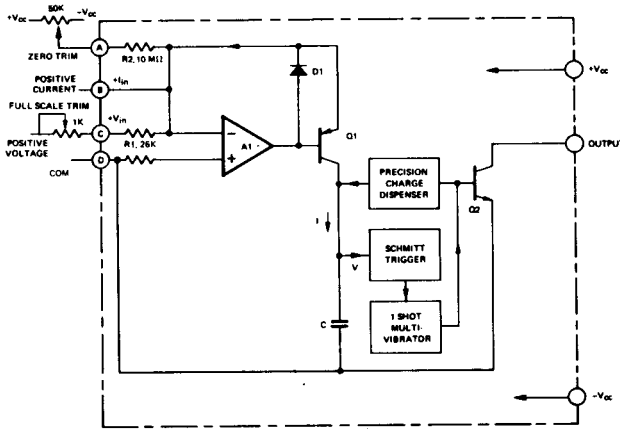 50K
+Vcc
-Vcc
A
ZERO TRIM
R2, 10 MΩ
D1
+Vcc
POSITIVE
CURRENT
B
+Iin
Q1
FULL SCALE TRIM
1K
C
+Vin
OUTPUT
POSITIVE
VOLTAGE
R1, 26K
−
+
A1
D
COM
PRECISION
CHARGE
DISPENSER
Q2
I
V
SCHMITT
TRIGGER
C
1 SHOT
MULTI-
VIBRATOR
-Vcc